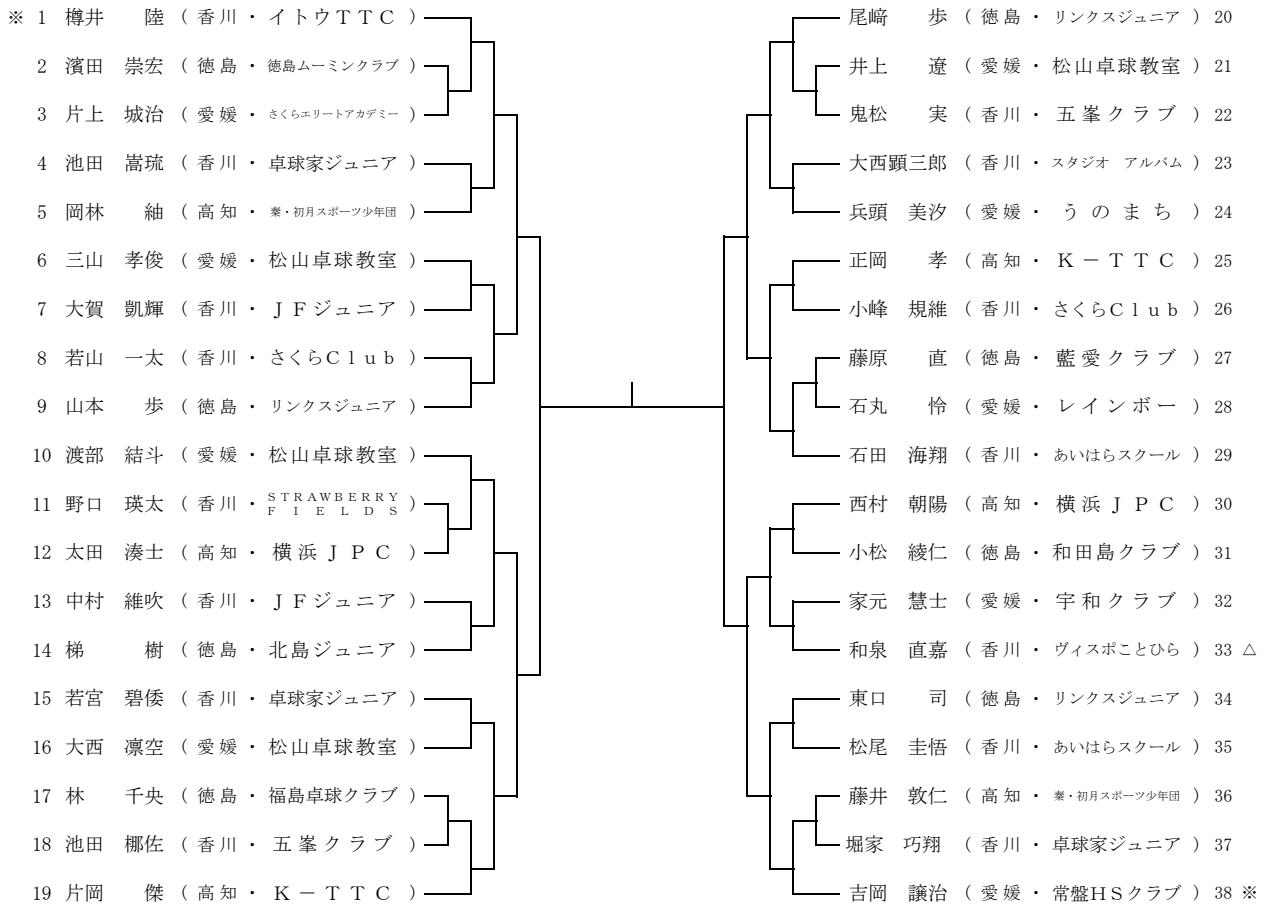 ※ 1 樽井 陸 (香川・イトウTTC)
2 濱田 崇宏 (徳島・徳島ムーミンクラブ)
3 片上 城治 (愛媛・さくらエリートアカデミー)
4 池田 嵩琉 (香川・卓球家ジュニア)
5 岡林 紬 (高知・秦・初月スポーツ少年団)
6 三山 孝俊 (愛媛・松山卓球教室)
7 大賀 凱輝 (香川・JFジュニア)
8 若山 一太 (香川・さくらClub)
9 山本 歩 (徳島・リンクスジュニア)
10 渡部 結斗 (愛媛・松山卓球教室)
11 野口 瑛太 (香川・STRAWBERRY FIELDS)
12 太田 湊士 (高知・横浜JPC)
13 中村 維吹 (香川・JFジュニア)
14 梯 樹 (徳島・北島ジュニア)
15 若宮 碧倭 (香川・卓球家ジュニア)
16 大西 凛空 (愛媛・松山卓球教室)
17 林 千央 (徳島・福島卓球クラブ)
18 池田 梛佐 (香川・五峯クラブ)
19 片岡 傑 (高知・K-TTC)
尾﨑 歩 (徳島・リンクスジュニア) 20
井上 遼 (愛媛・松山卓球教室) 21
鬼松 実 (香川・五峯クラブ) 22
大西顕三郎 (香川・スタジオ アルバム) 23
兵頭 美汐 (愛媛・うのまち) 24
正岡 孝 (高知・K-TTC) 25
小峰 規維 (香川・さくらClub) 26
藤原 直 (徳島・藍愛クラブ) 27
石丸 怜 (愛媛・レインボー) 28
石田 海翔 (香川・あいはらスクール) 29
西村 朝陽 (高知・横浜JPC) 30
小松 綾仁 (徳島・和田島クラブ) 31
家元 慧士 (愛媛・宇和クラブ) 32
和泉 直嘉 (香川・ヴィスポことひら) 33 △
東口 司 (徳島・リンクスジュニア) 34
松尾 圭悟 (香川・あいはらスクール) 35
藤井 敦仁 (高知・秦・初月スポーツ少年団) 36
堀家 巧翔 (香川・卓球家ジュニア) 37
吉岡 譲治 (愛媛・常盤HSクラブ) 38 ※